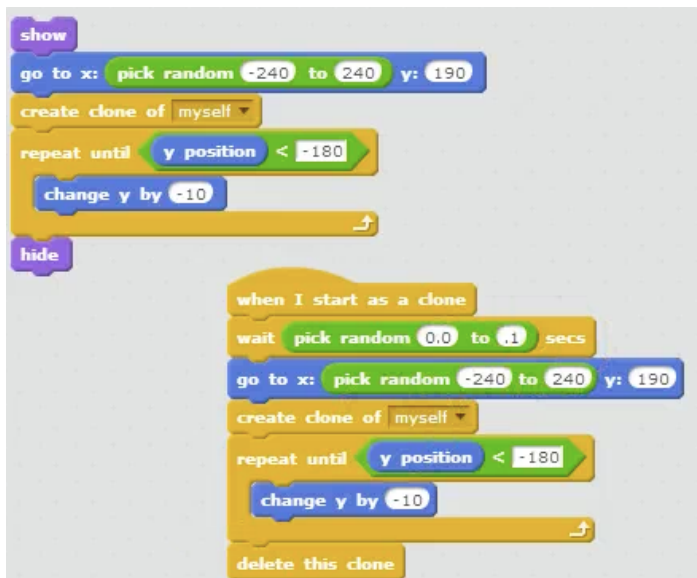 show
go to x: pick random -240 to 240 y: 190
create clone of myself
repeat until y position < -180
change y by -10
hide
when I start as a clone
wait pick random 0.0 to .1 secs
go to x: pick random -240 to 240 y: 190
create clone of myself
repeat until y position < -180
change y by -10
delete this clone